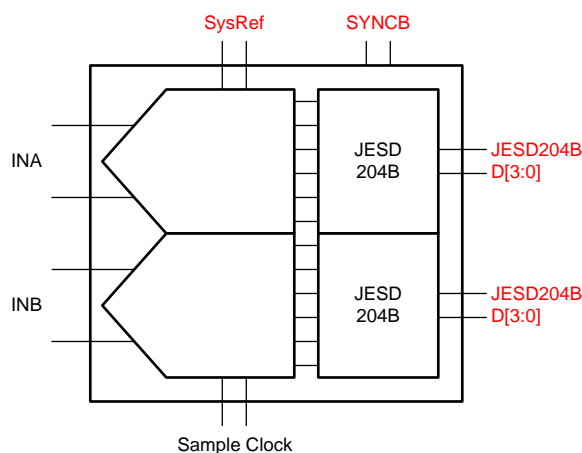 SysRef
SYNCB
INA
JESD
204B
JESD204B
D[3:0]
INB
JESD
204B
JESD204B
D[3:0]
Sample Clock